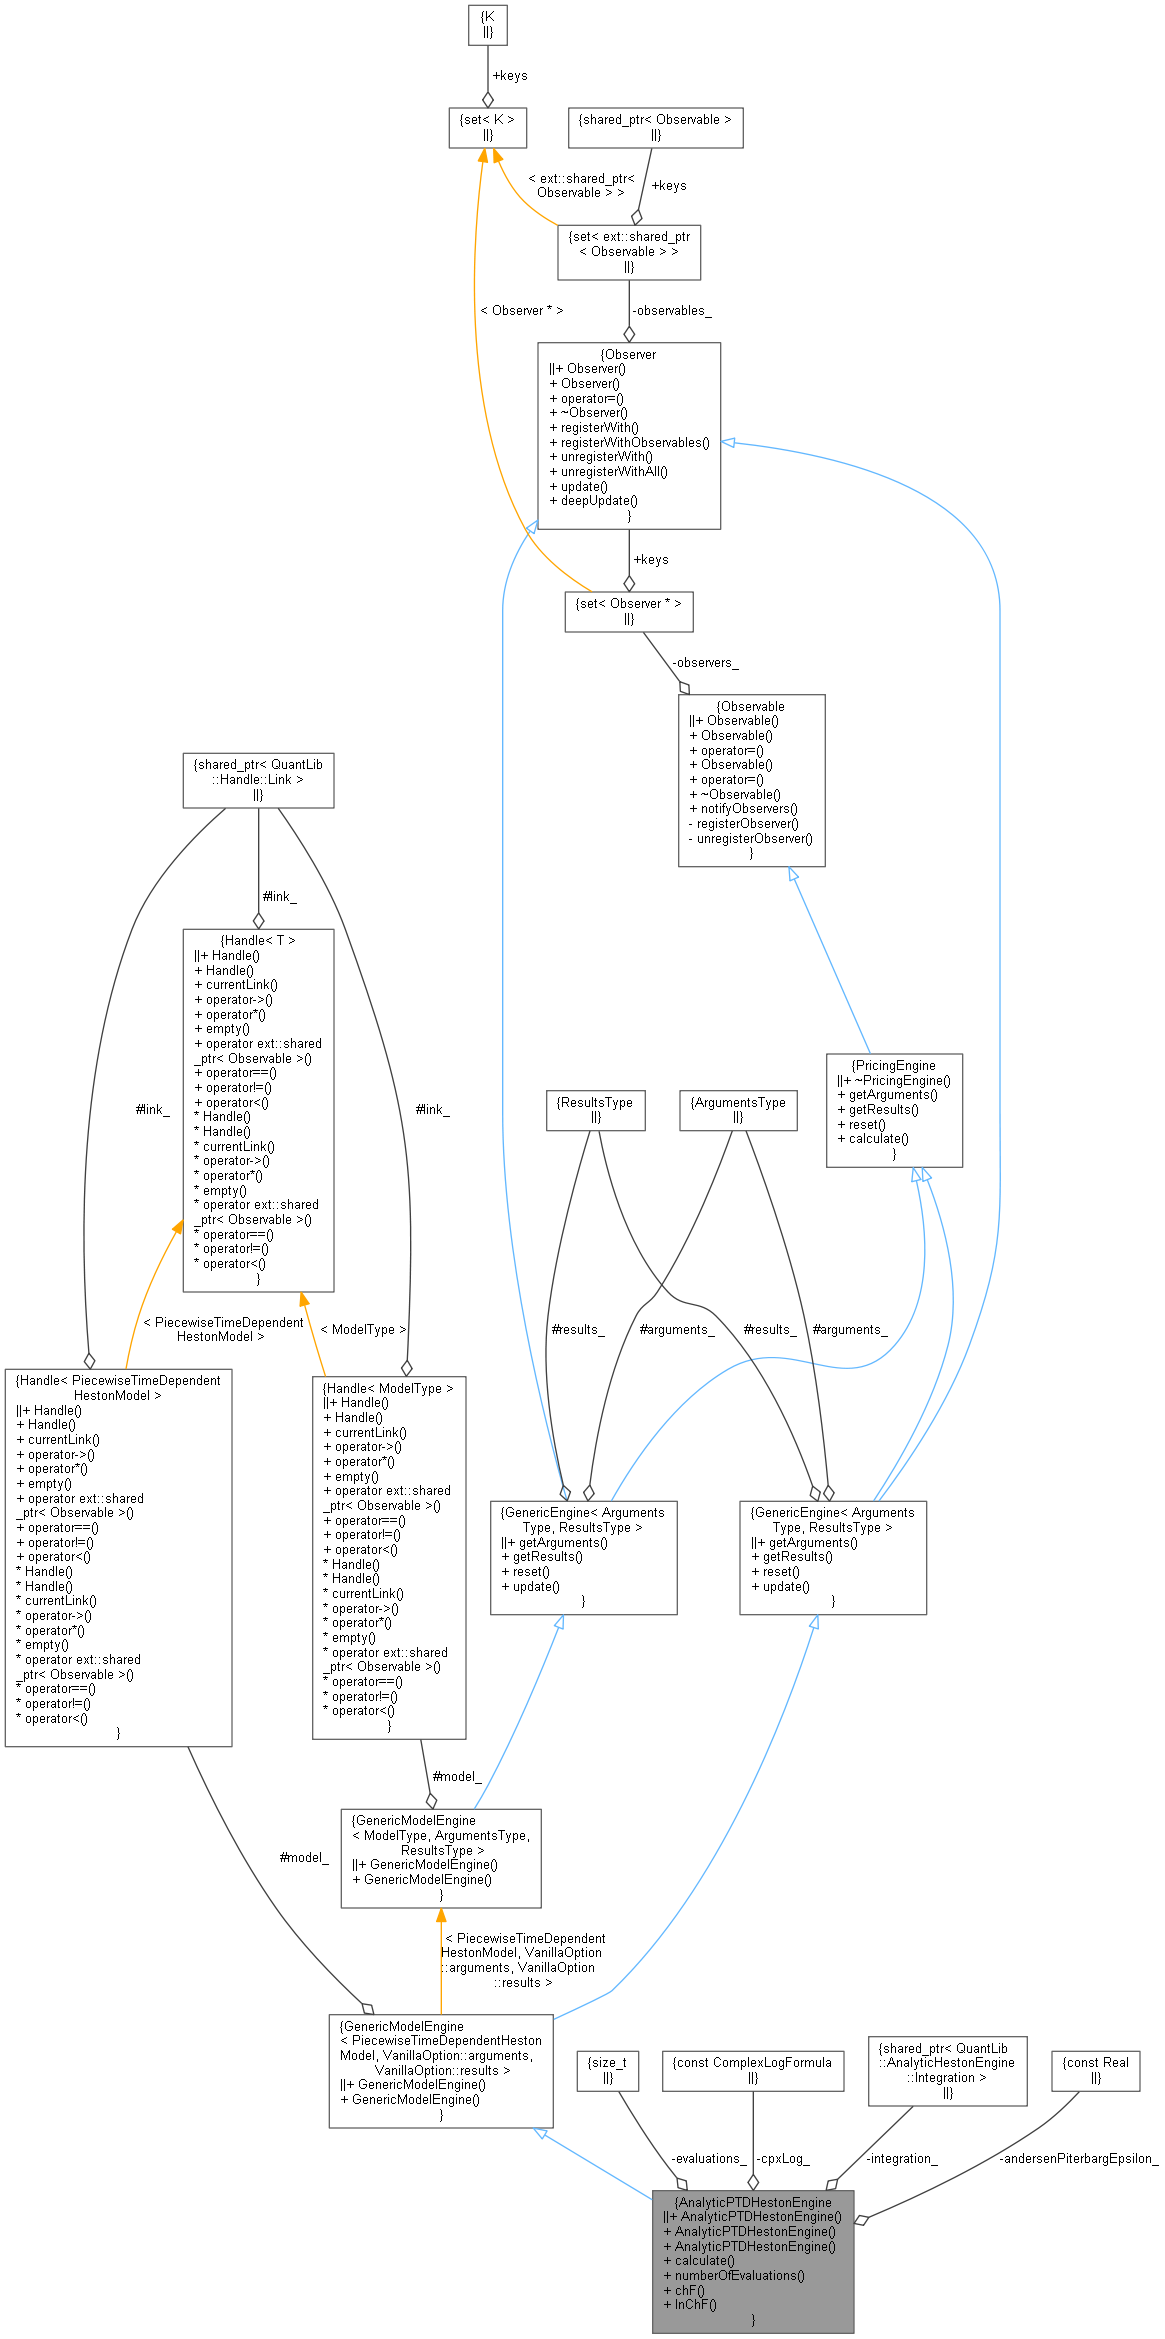 {K
||}
+keys
{set< K >
||}
{shared_ptr< Observable >
||}
< ext::shared_ptr<
Observable > >
+keys
{set< ext::shared_ptr
< Observable > >
||}
< Observer * >
-observables_
{Observer
||+ Observer()
+ Observer()
+ operator=()
+ ~Observer()
+ registerWith()
+ registerWithObservables()
+ unregisterWith()
+ unregisterWithAll()
+ update()
+ deepUpdate()
}
+keys
{set< Observer * >
||}
-observers_
{Observable
||+ Observable()
+ Observable()
+ operator=()
+ Observable()
+ operator=()
+ ~Observable()
+ notifyObservers()
- registerObserver()
- unregisterObserver()
}
{shared_ptr< QuantLib
::Handle::Link >
||}
#link_
{Handle< T >
||+ Handle()
+ Handle()
+ currentLink()
+ operator->()
+ operator*()
+ empty()
+ operator ext::shared
_ptr< Observable >()
+ operator==()
+ operator!=()
+ operator<()
* Handle()
* Handle()
* currentLink()
* operator->()
* operator*()
* empty()
* operator ext::shared
_ptr< Observable >()
* operator==()
* operator!=()
* operator<()
}
#link_
#link_
{PricingEngine
||+ ~PricingEngine()
+ getArguments()
+ getResults()
+ reset()
+ calculate()
}
{ResultsType
||}
{ArgumentsType
||}
< PiecewiseTimeDependent
HestonModel >
< ModelType >
#results_
#arguments_
#results_
#arguments_
{Handle< PiecewiseTimeDependent
HestonModel >
||+ Handle()
+ Handle()
+ currentLink()
+ operator->()
+ operator*()
+ empty()
+ operator ext::shared
_ptr< Observable >()
+ operator==()
+ operator!=()
+ operator<()
* Handle()
* Handle()
* currentLink()
* operator->()
* operator*()
* empty()
* operator ext::shared
_ptr< Observable >()
* operator==()
* operator!=()
* operator<()
}
{Handle< ModelType >
||+ Handle()
+ Handle()
+ currentLink()
+ operator->()
+ operator*()
+ empty()
+ operator ext::shared
_ptr< Observable >()
+ operator==()
+ operator!=()
+ operator<()
* Handle()
* Handle()
* currentLink()
* operator->()
* operator*()
* empty()
* operator ext::shared
_ptr< Observable >()
* operator==()
* operator!=()
* operator<()
}
{GenericEngine< Arguments
Type, ResultsType >
||+ getArguments()
+ getResults()
+ reset()
+ update()
}
{GenericEngine< Arguments
Type, ResultsType >
||+ getArguments()
+ getResults()
+ reset()
+ update()
}
#model_
{GenericModelEngine
< ModelType, ArgumentsType,
ResultsType >
||+ GenericModelEngine()
+ GenericModelEngine()
}
#model_
< PiecewiseTimeDependent
HestonModel, VanillaOption
::arguments, VanillaOption
::results >
{GenericModelEngine
< PiecewiseTimeDependentHeston
Model, VanillaOption::arguments,
VanillaOption::results >
||+ GenericModelEngine()
+ GenericModelEngine()
}
{size_t
||}
{const ComplexLogFormula
||}
{shared_ptr< QuantLib
::AnalyticHestonEngine
::Integration >
||}
{const Real
||}
-evaluations_
-cpxLog_
-integration_
-andersenPiterbargEpsilon_
{AnalyticPTDHestonEngine
||+ AnalyticPTDHestonEngine()
+ AnalyticPTDHestonEngine()
+ AnalyticPTDHestonEngine()
+ calculate()
+ numberOfEvaluations()
+ chF()
+ lnChF()
}